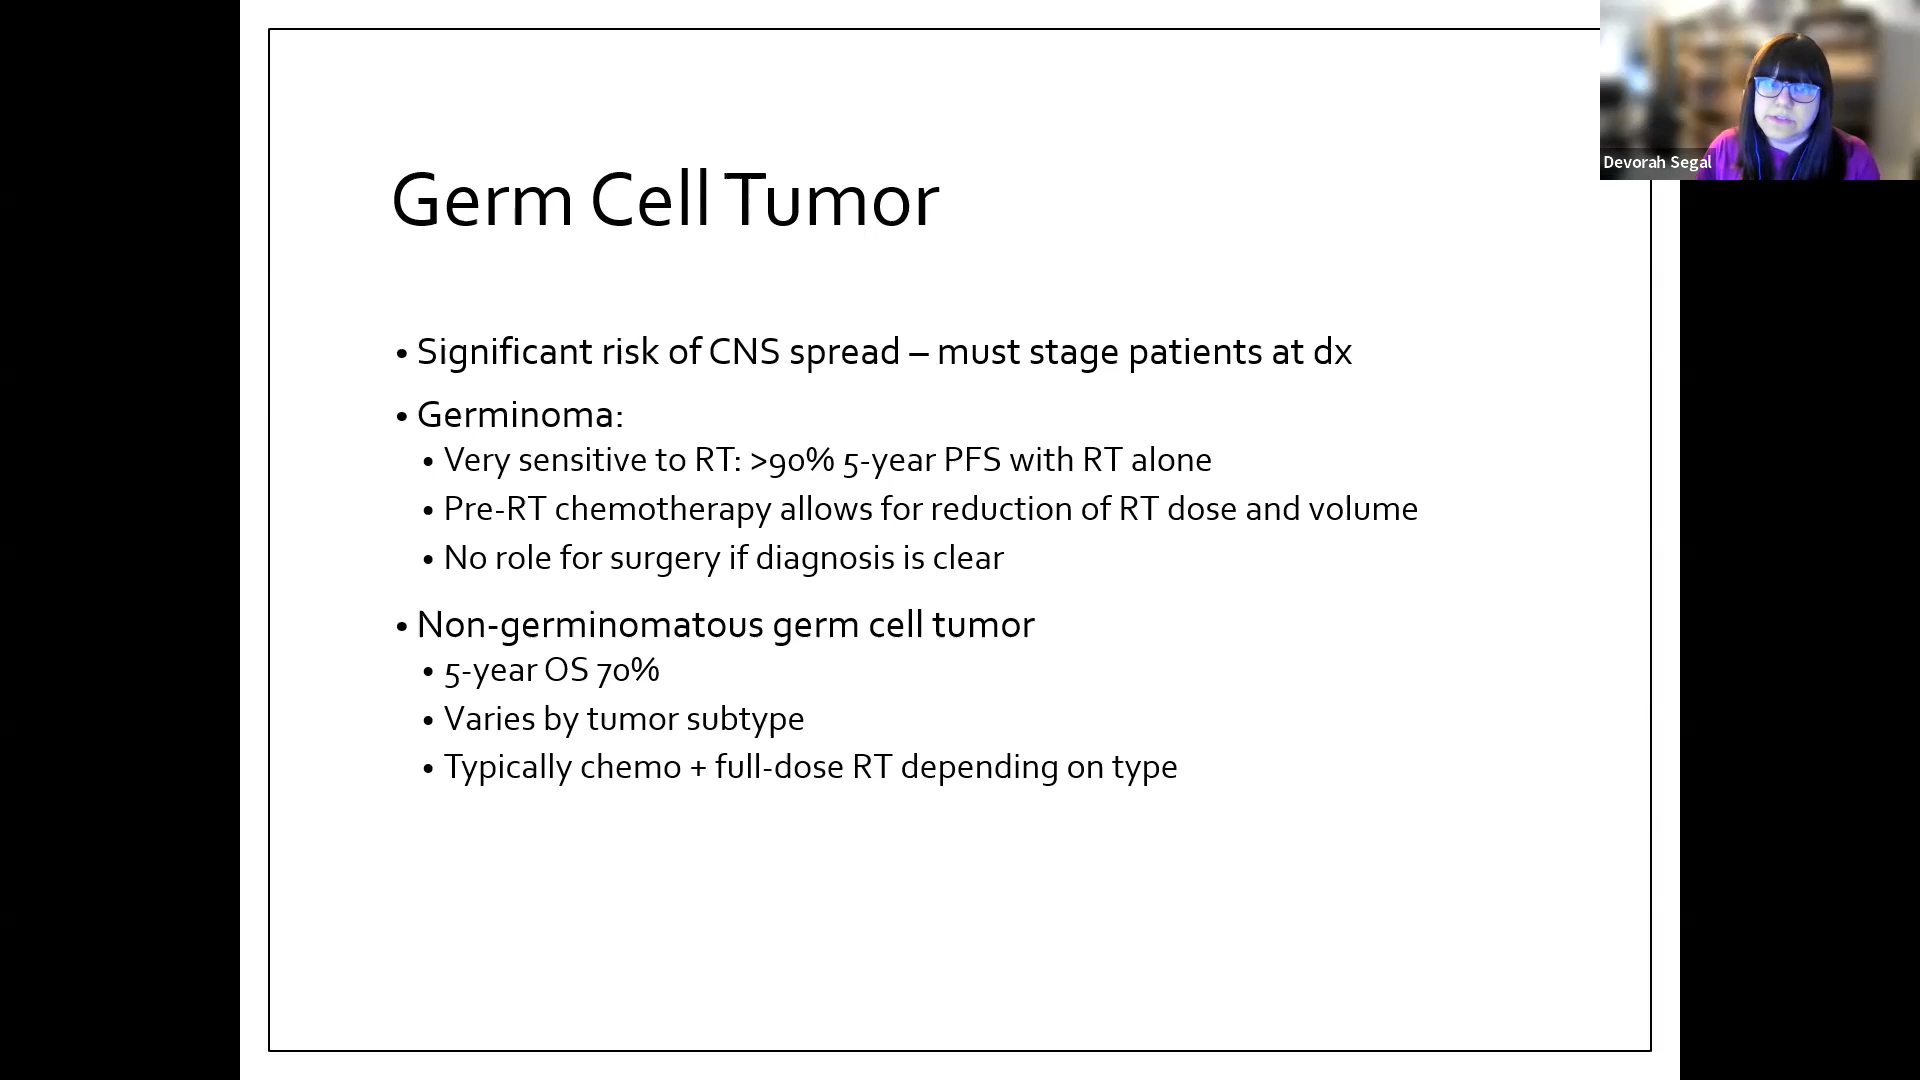 Devorah Segal
Germ Cell Tumor
• Significant risk of CNS spread – must stage patients at dx
• Germinoma:
• Very sensitive to RT: >90% 5-year PFS with RT alone
• Pre-RT chemotherapy allows for reduction of RT dose and volume
• No role for surgery if diagnosis is clear
• Non-germinomatous germ cell tumor
• 5-year OS 70%
• Varies by tumor subtype
• Typically chemo + full-dose RT depending on type